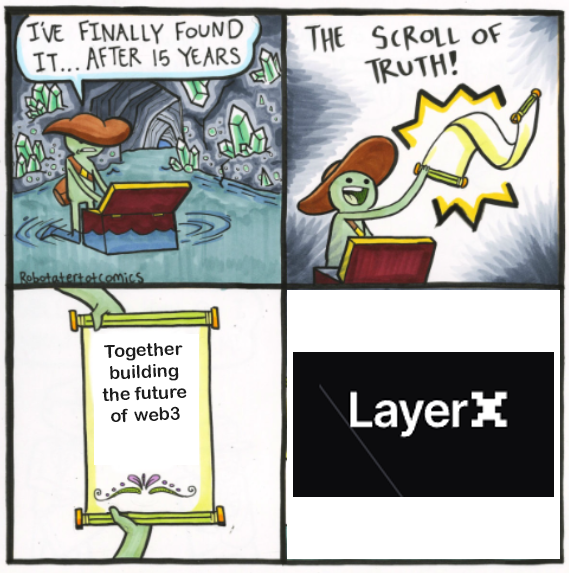 I'VE FINALLY FOUND
IT... AFTER 15 YEARS
THE SCROLL OF
TRUTH!
Robotatertotcomics
Together
building
the future
of web3
LayerX